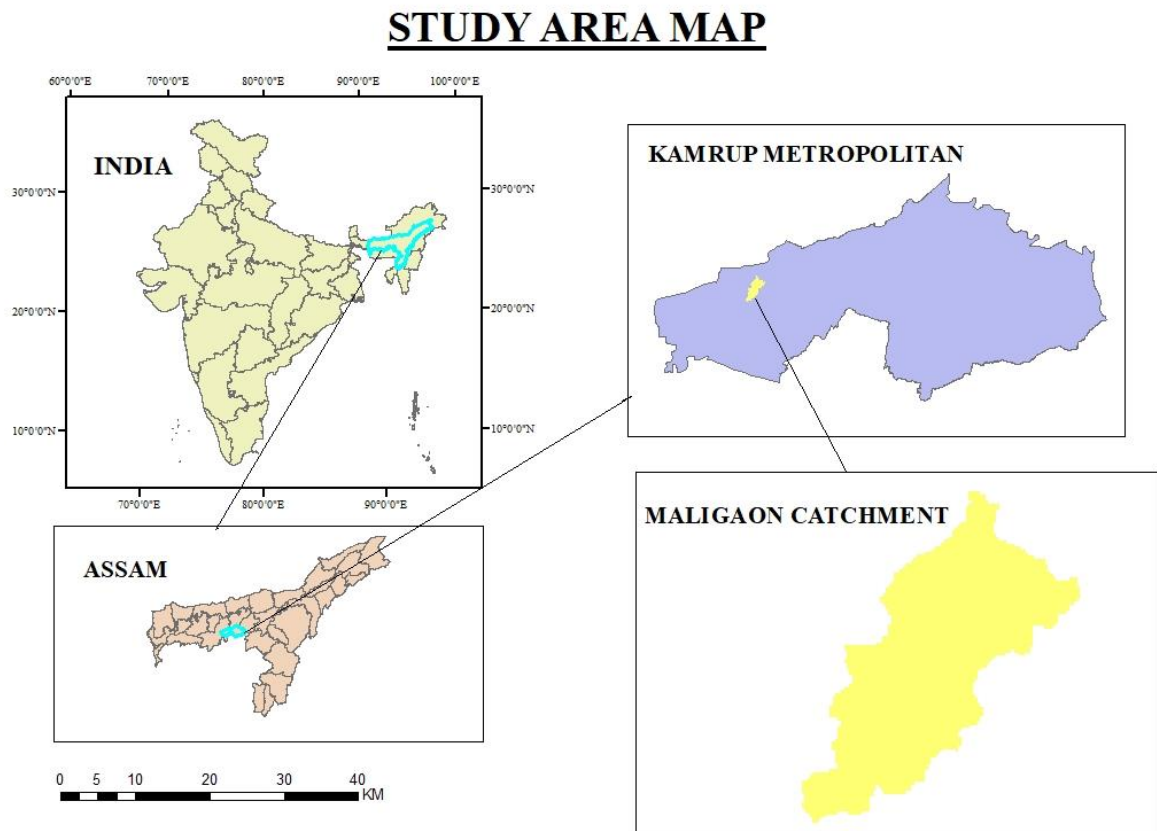 STUDY AREA MAP
60°0'0"E 70°0'0"E 80°0'0"E 90°0'0"E 100°0'0"E
INDIA
30°0'0"N 30°0'0"N
20°0'0"N 20°0'0"N
10°0'0"N 10°0'0"N
70°0'0"E 80°0'0"E 90°0'0"E
KAMRUP METROPOLITAN
ASSAM
MALIGAON CATCHMENT
0 5 10 20 30 40
KM